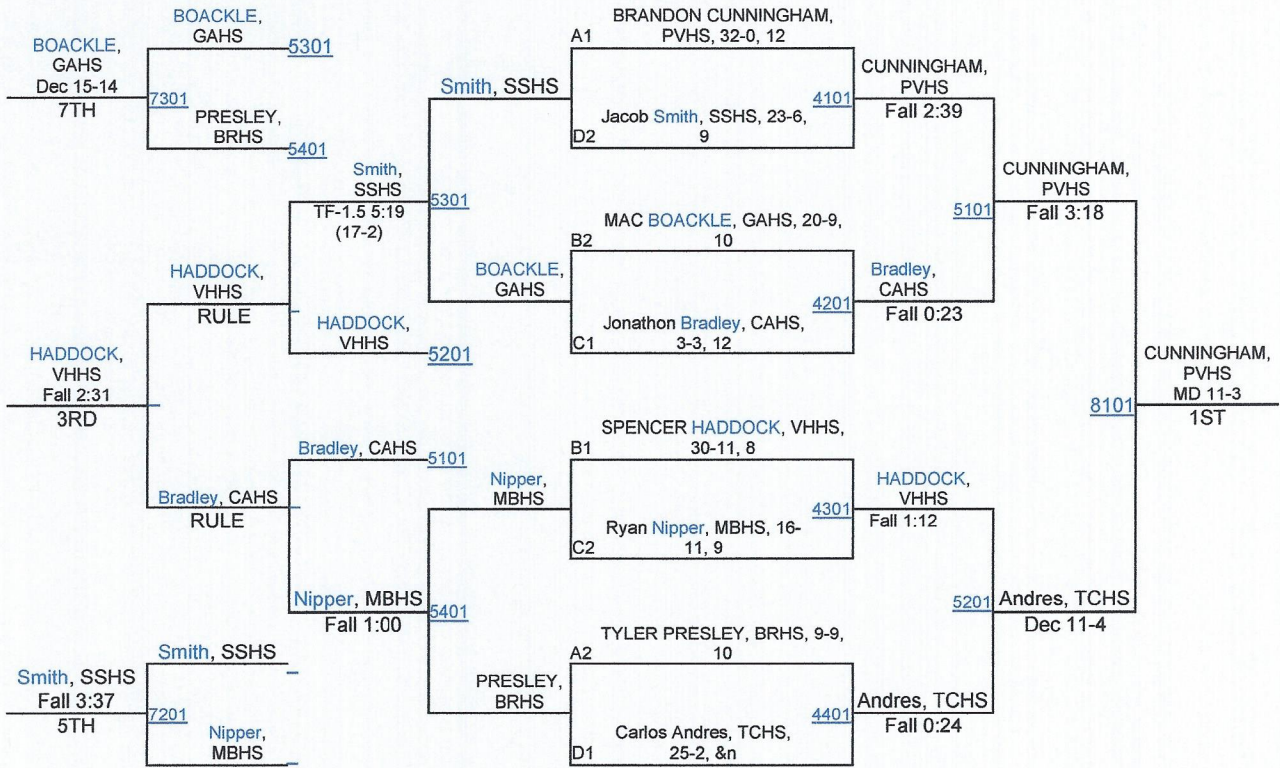 BOACKLE,
GAHS
5301
BOACKLE,
GAHS
Dec 15-14
7TH
7301
PRESLEY,
BRHS
5401
Smith, SSHS
Smith,
SSHS
TF-1.5 5:19
(17-2)
5301
HADDOCK,
VHHS
RULE
BOACKLE,
GAHS
HADDOCK,
VHHS
5201
HADDOCK,
VHHS
Fall 2:31
3RD
Bradley, CAHS
5101
Bradley, CAHS
RULE
Nipper,
MBHS
Nipper, MBHS
Fall 1:00
5401
PRESLEY,
BRHS
Smith, SSHS
Smith, SSHS
Fall 3:37
5TH
7201
Nipper,
MBHS
BRANDON CUNNINGHAM,
PVHS, 32-0, 12
A1
4101
Jacob Smith, SSHS, 23-6,
9
D2
CUNNINGHAM,
PVHS
Fall 2:39
MAC BOACKLE, GAHS, 20-9,
10
B2
4201
Jonathon Bradley, CAHS,
3-3, 12
C1
Bradley,
CAHS
Fall 0:23
5101
CUNNINGHAM,
PVHS
Fall 3:18
SPENCER HADDOCK, VHHS,
30-11, 8
B1
4301
Ryan Nipper, MBHS, 16-
11, 9
C2
HADDOCK,
VHHS
Fall 1:12
TYLER PRESLEY, BRHS, 9-9,
10
A2
4401
Carlos Andres, TCHS,
25-2, &n
D1
Andres, TCHS
Fall 0:24
5201
Andres, TCHS
Dec 11-4
8101
CUNNINGHAM,
PVHS
MD 11-3
1ST